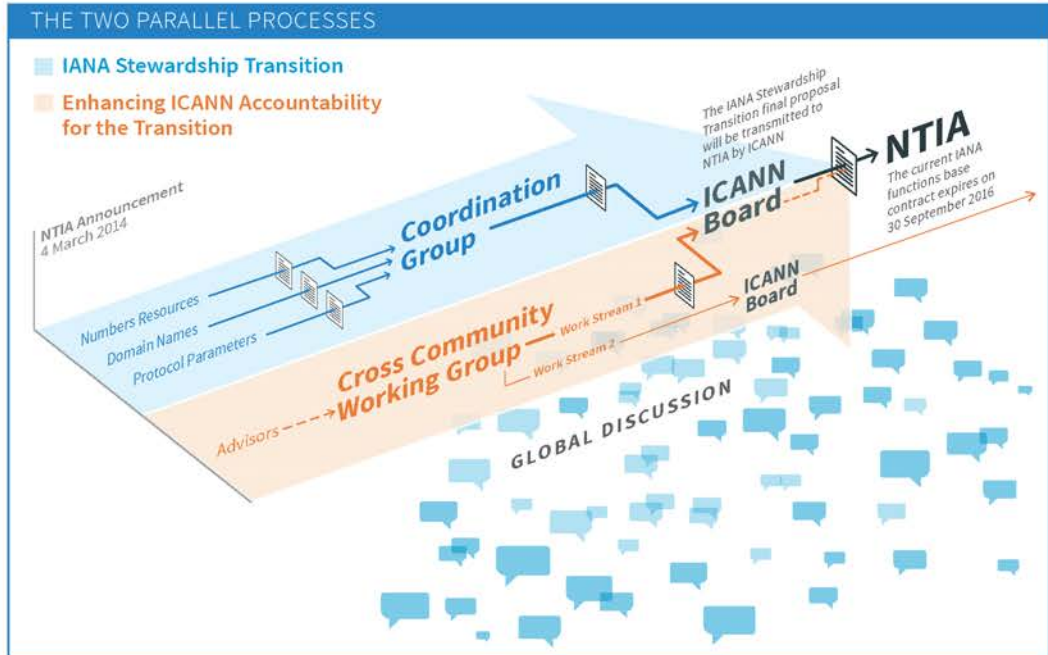 THE TWO PARALLEL PROCESSES
IANA Stewardship Transition
Enhancing ICANN Accountability
for the Transition
NTIA Announcement
4 March 2014
Numbers Resources
Domain Names
Protocol Parameters
Coordination
Group
The IANA Stewardship
Transition final proposal
will be transmitted to
NTIA by ICANN
ICANN
Board
NTIA
The current IANA
functions base
contract expires on
30 September 2016
Advisors
Cross Community
Working Group
Work Stream 1
Work Stream 2
ICANN
Board
GLOBAL DISCUSSION